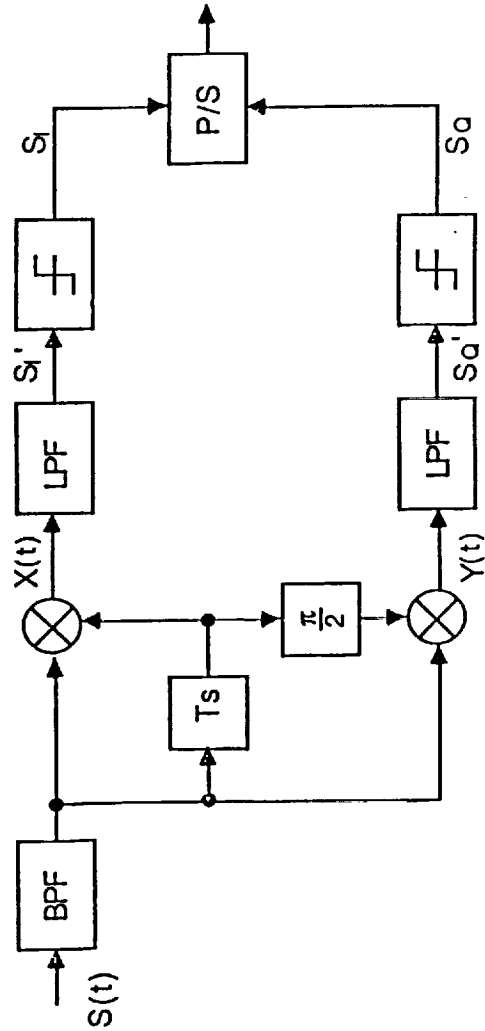 S(t)
BPF
Ts
π/2
X(t)
Y(t)
LPF
LPF
SI'
SQ'
SI
SQ
P/S